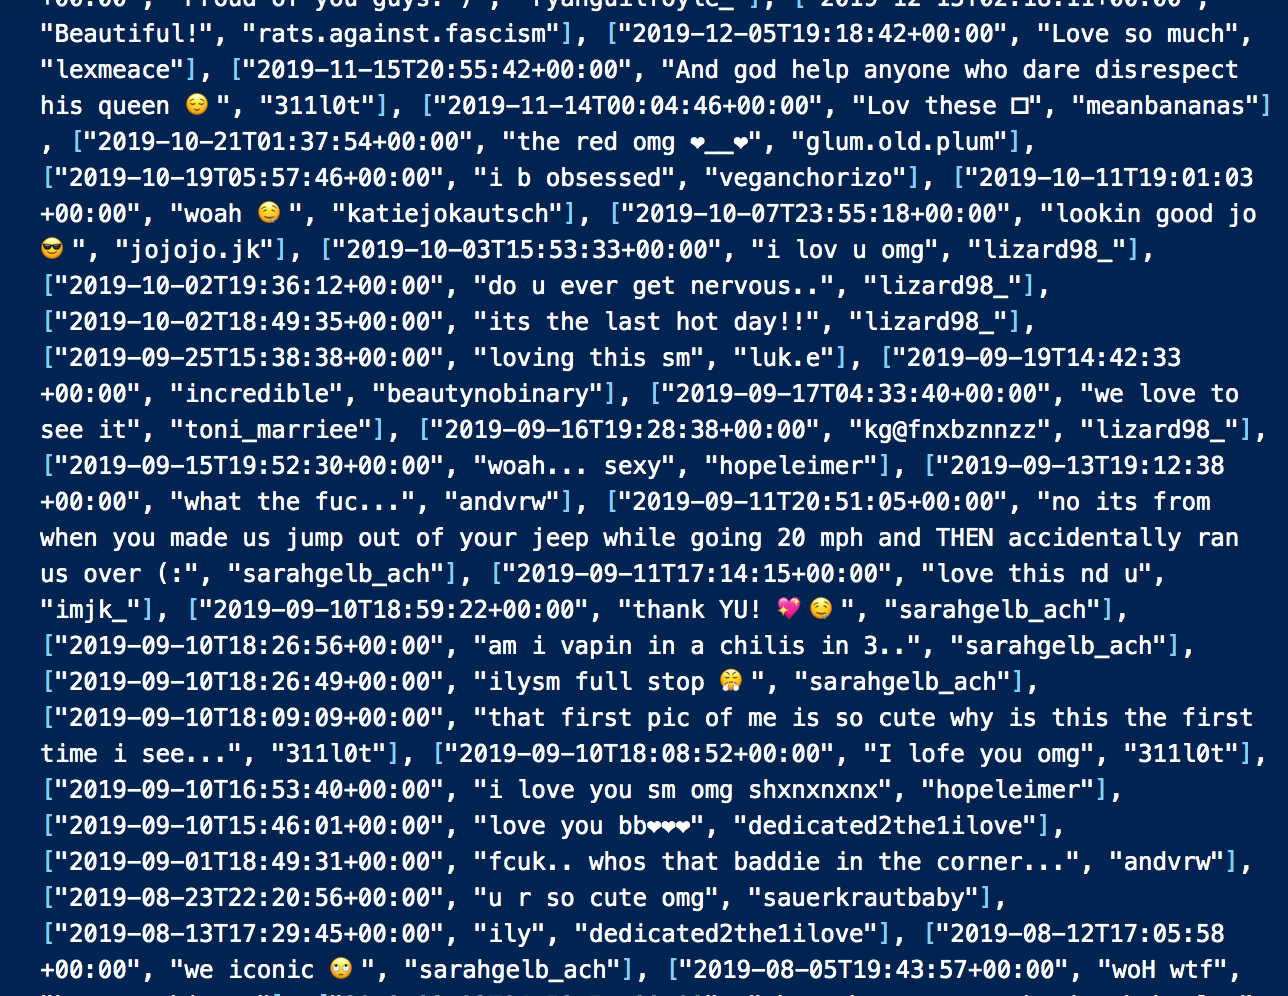 "Beautiful!", "rats.against.fascism"], ["2019-12-05T19:18:42+00:00", "Love so much",
"lexmeace"], ["2019-11-15T20:55:42+00:00", "And god help anyone who dare disrespect
his queen 😌", "311l0t"], ["2019-11-14T00:04:46+00:00", "Lov these □", "meanbananas"]
, ["2019-10-21T01:37:54+00:00", "the red omg ❤__❤", "glum.old.plum"],
["2019-10-19T05:57:46+00:00", "i b obsessed", "veganchorizo"], ["2019-10-11T19:01:03
+00:00", "woah 🤤", "katiejokautsch"], ["2019-10-07T23:55:18+00:00", "lookin good jo
😎", "jojojo.jk"], ["2019-10-03T15:53:33+00:00", "i lov u omg", "lizard98_"],
["2019-10-02T19:36:12+00:00", "do u ever get nervous..", "lizard98_"],
["2019-10-02T18:49:35+00:00", "its the last hot day!!", "lizard98_"],
["2019-09-25T15:38:38+00:00", "loving this sm", "luk.e"], ["2019-09-19T14:42:33
+00:00", "incredible", "beautynobinary"], ["2019-09-17T04:33:40+00:00", "we love to
see it", "toni_marriee"], ["2019-09-16T19:28:38+00:00", "kg@fnxbznnzz", "lizard98_"],
["2019-09-15T19:52:30+00:00", "woah... sexy", "hopeleimer"], ["2019-09-13T19:12:38
+00:00", "what the fuc...", "andvrw"], ["2019-09-11T20:51:05+00:00", "no its from
when you made us jump out of your jeep while going 20 mph and THEN accidentally ran
us over (:", "sarahgelb_ach"], ["2019-09-11T17:14:15+00:00", "love this nd u",
"imjk_"], ["2019-09-10T18:59:22+00:00", "thank YU! 💖🤤", "sarahgelb_ach"],
["2019-09-10T18:26:56+00:00", "am i vapin in a chilis in 3..", "sarahgelb_ach"],
["2019-09-10T18:26:49+00:00", "ilysm full stop 😤", "sarahgelb_ach"],
["2019-09-10T18:09:09+00:00", "that first pic of me is so cute why is this the first
time i see...", "311l0t"], ["2019-09-10T18:08:52+00:00", "I lofe you omg", "311l0t"],
["2019-09-10T16:53:40+00:00", "i love you sm omg shxnxnxnx", "hopeleimer"],
["2019-09-10T15:46:01+00:00", "love you bb❤❤❤", "dedicated2the1ilove"],
["2019-09-01T18:49:31+00:00", "fcuk.. whos that baddie in the corner...", "andvrw"],
["2019-08-23T22:20:56+00:00", "u r so cute omg", "sauerkrautbaby"],
["2019-08-13T17:29:45+00:00", "ily", "dedicated2the1ilove"], ["2019-08-12T17:05:58
+00:00", "we iconic 🙄", "sarahgelb_ach"], ["2019-08-05T19:43:57+00:00", "woH wtf",